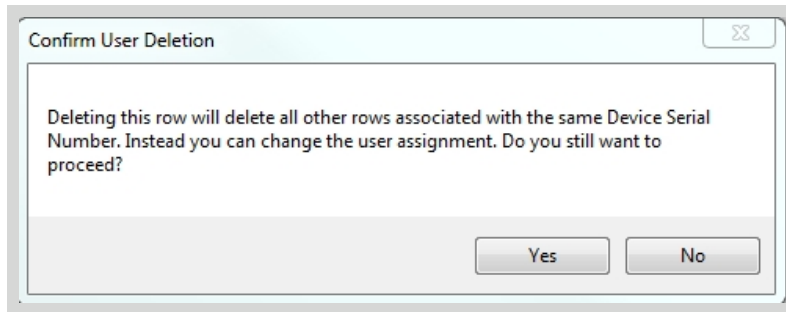 Confirm User Deletion
Deleting this row will delete all other rows associated with the same Device Serial
Number. Instead you can change the user assignment. Do you still want to
proceed?
Yes
No